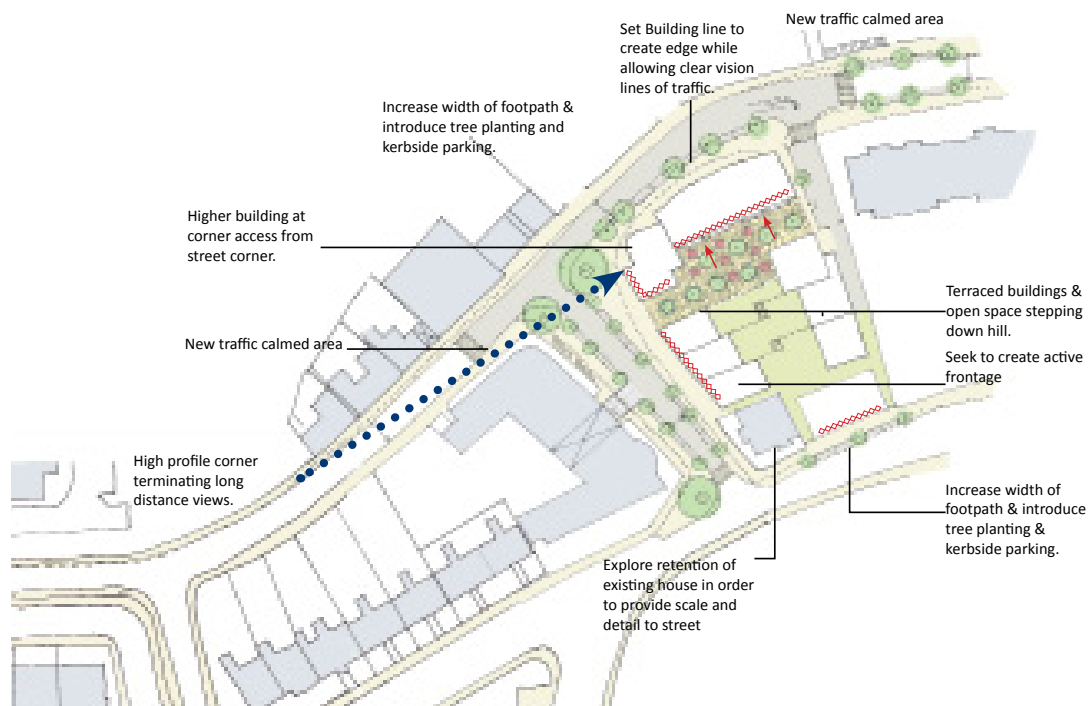 New traffic calmed area
Set Building line to
create edge while
allowing clear vision
lines of traffic.
Increase width of footpath &
introduce tree planting and
kerbside parking.
Higher building at
corner access from
street corner.
New traffic calmed area
High profile corner
terminating long
distance views.
Terraced buildings &
open space stepping
down hill.
Seek to create active
frontage
Increase width of
footpath & introduce
tree planting &
kerbside parking.
Explore retention of
existing house in order
to provide scale and
detail to street